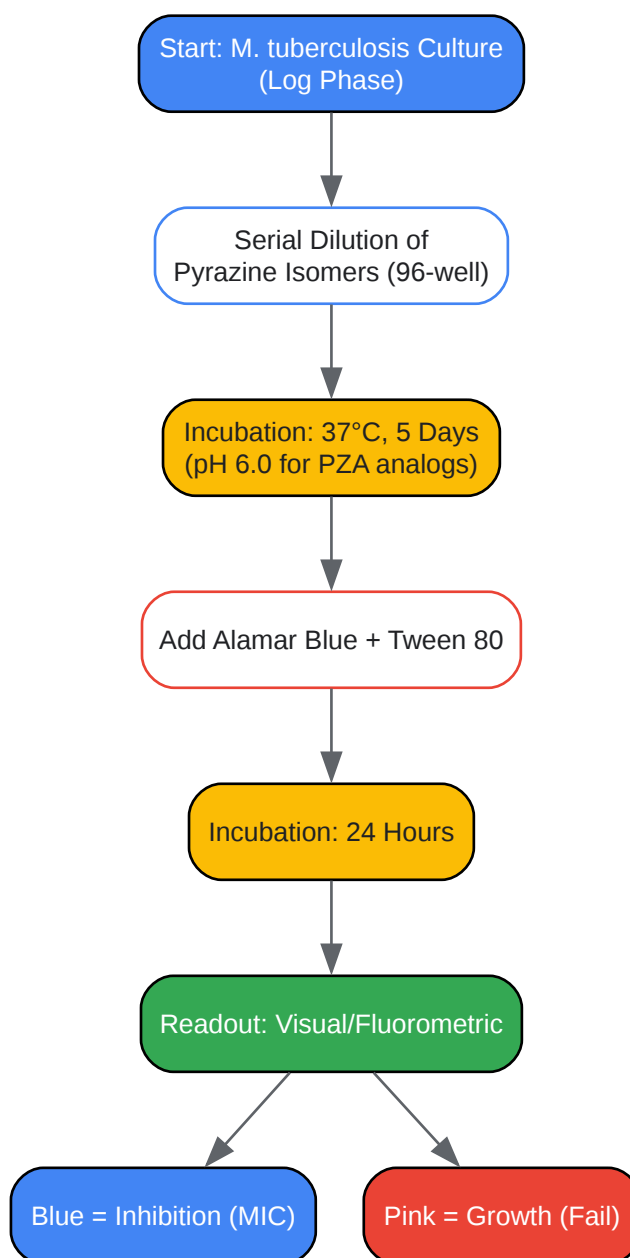 Start: M. tuberculosis Culture
(Log Phase)
Serial Dilution of
Pyrazine Isomers (96-well)
Incubation: 37°C, 5 Days
(pH 6.0 for PZA analogs)
Add Alamar Blue + Tween 80
Incubation: 24 Hours
Readout: Visual/Fluorometric
Blue = Inhibition (MIC)
Pink = Growth (Fail)